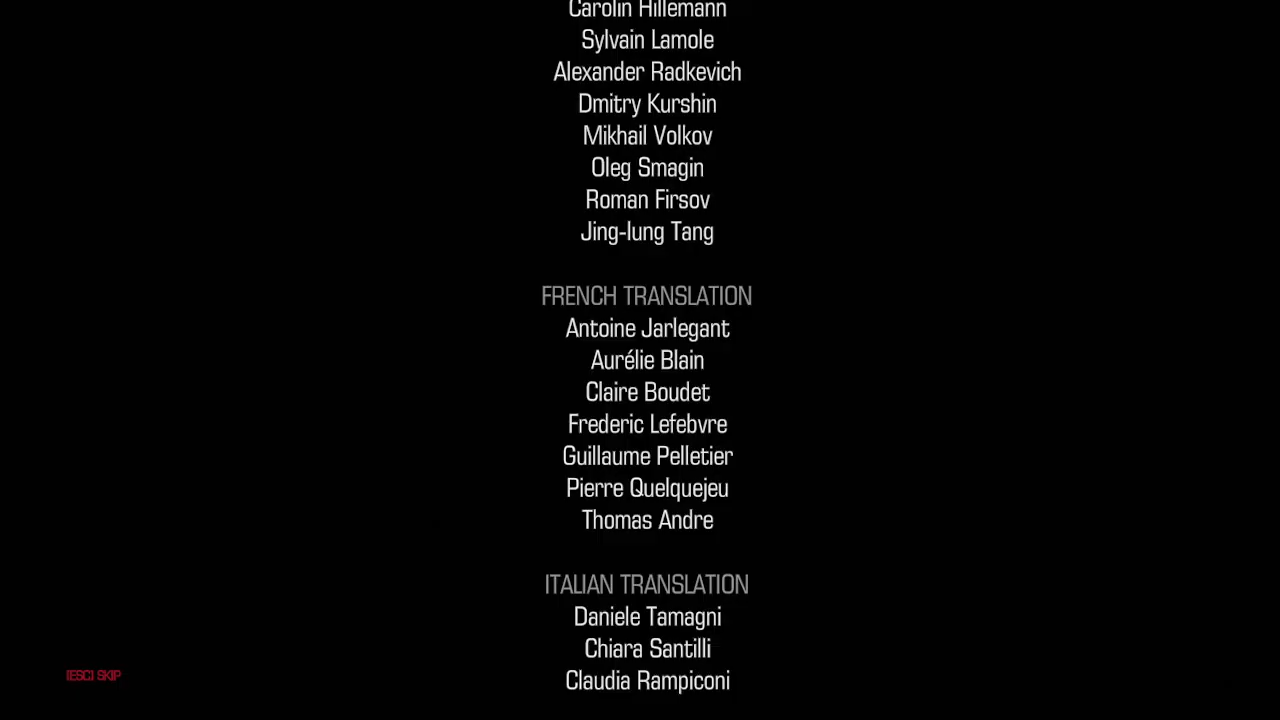 Carolin Hillemann
Sylvain Lamole
Alexander Radkevich
Dmitry Kurshin
Mikhail Volkov
Oleg Smagin
Roman Firsov
Jing-lung Tang
FRENCH TRANSLATION
Antoine Jarlegant
Aurélie Blain
Claire Boudet
Frederic Lefebvre
Guillaume Pelletier
Pierre Quelquejeu
Thomas Andre
ITALIAN TRANSLATION
Daniele Tamagni
Chiara Santilli
Claudia Rampiconi
[ESC] SKIP